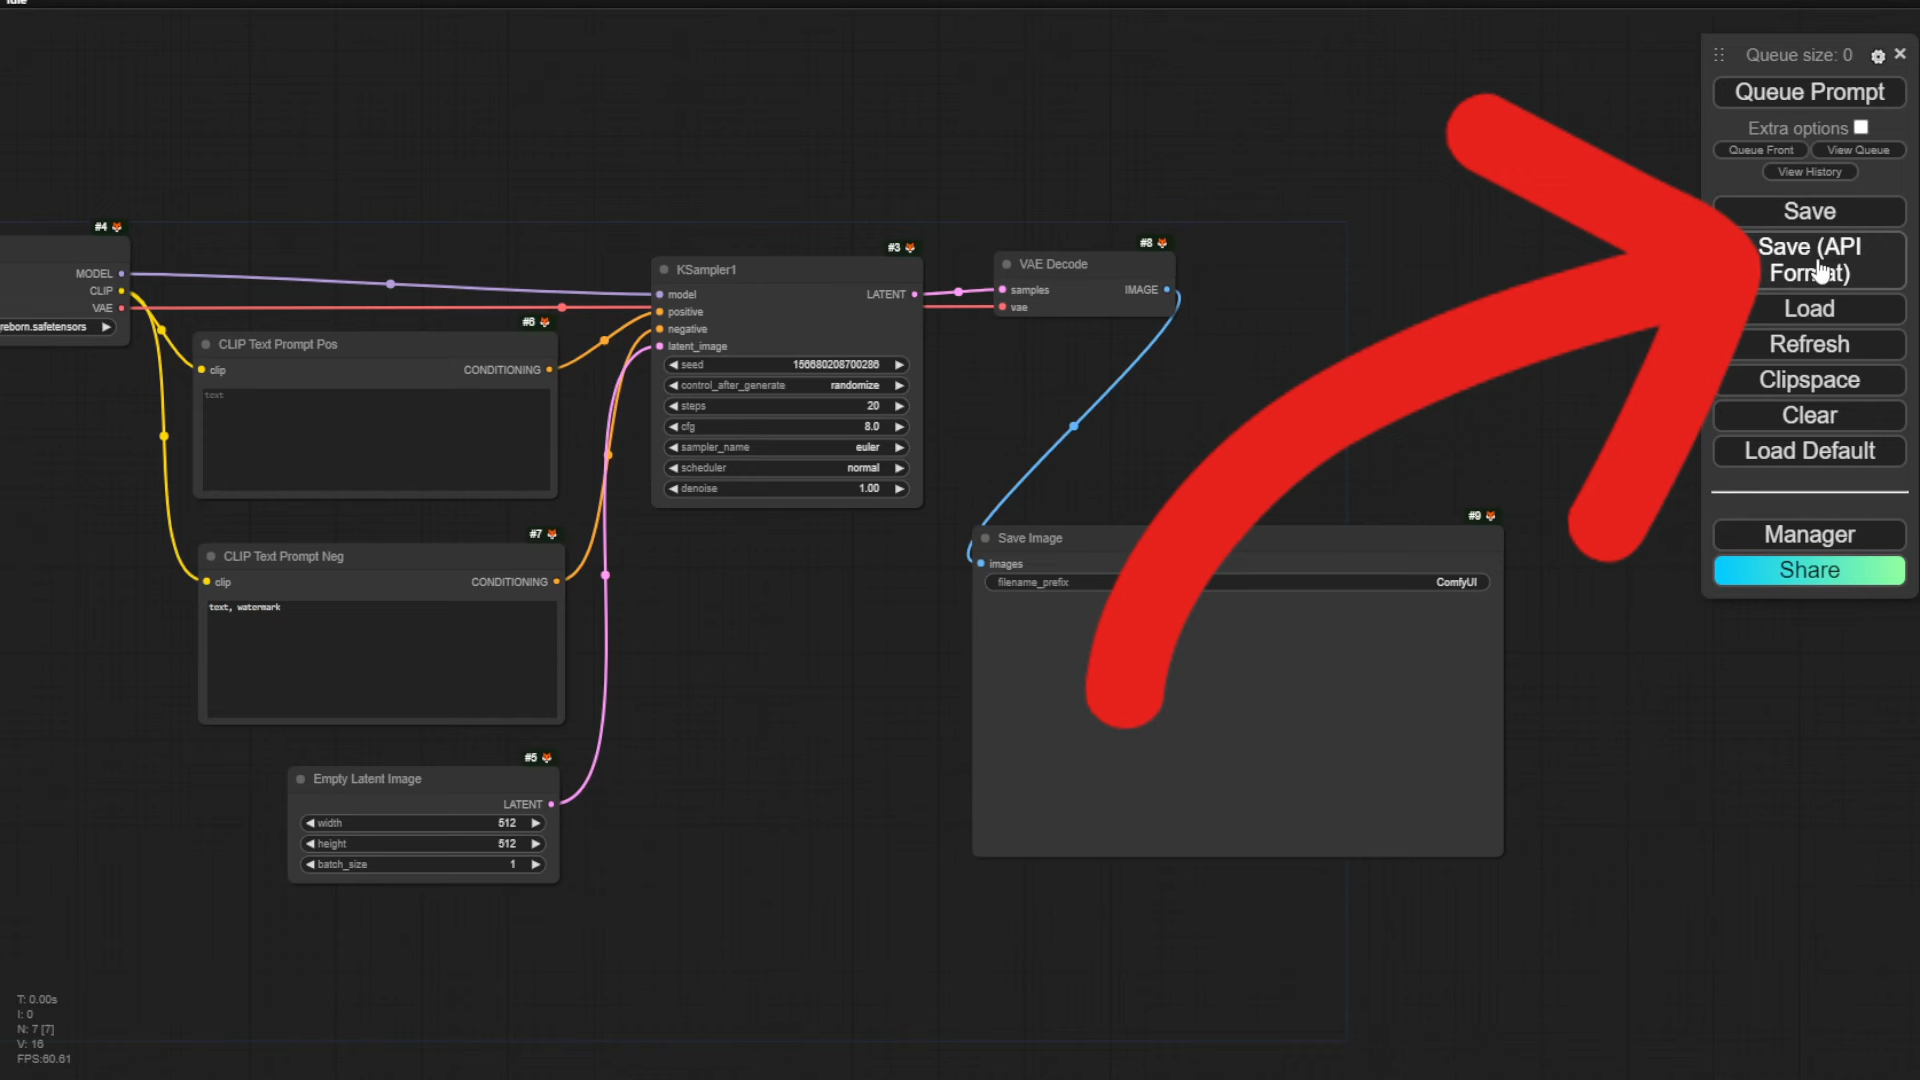 Idle
Queue size: 0
Queue Prompt
Extra options
Queue Front
View Queue
View History
Save
Save (API
Format)
Load
Refresh
Clipspace
Clear
Load Default
Manager
Share
#4
MODEL
CLIP
VAE
reborn.safetensors
#6
CLIP Text Prompt Pos
clip
CONDITIONING
text
#7
CLIP Text Prompt Neg
clip
CONDITIONING
text, watermark
#5
Empty Latent Image
LATENT
width 512
height 512
batch_size 1
#3
KSampler1
model LATENT
positive
negative
latent_image
seed 156680208700286
control_after_generate randomize
steps 20
cfg 8.0
sampler_name euler
scheduler normal
denoise 1.00
#8
VAE Decode
samples IMAGE
vae
#9
Save Image
images
filename_prefix ComfyUI
T: 0.00s
I: 0
N: 7 [7]
V: 16
FPS:60.61